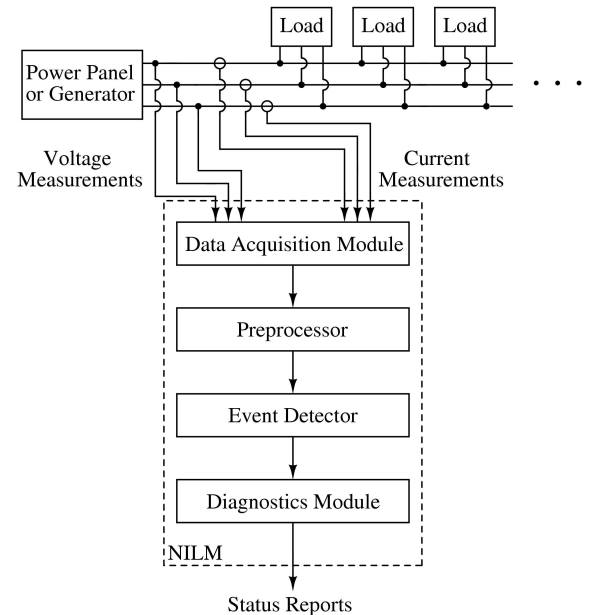 Load
Load
Load
Power Panel
or Generator
Voltage
Measurements
Current
Measurements
Data Acquisition Module
Preprocessor
Event Detector
Diagnostics Module
NILM
Status Reports